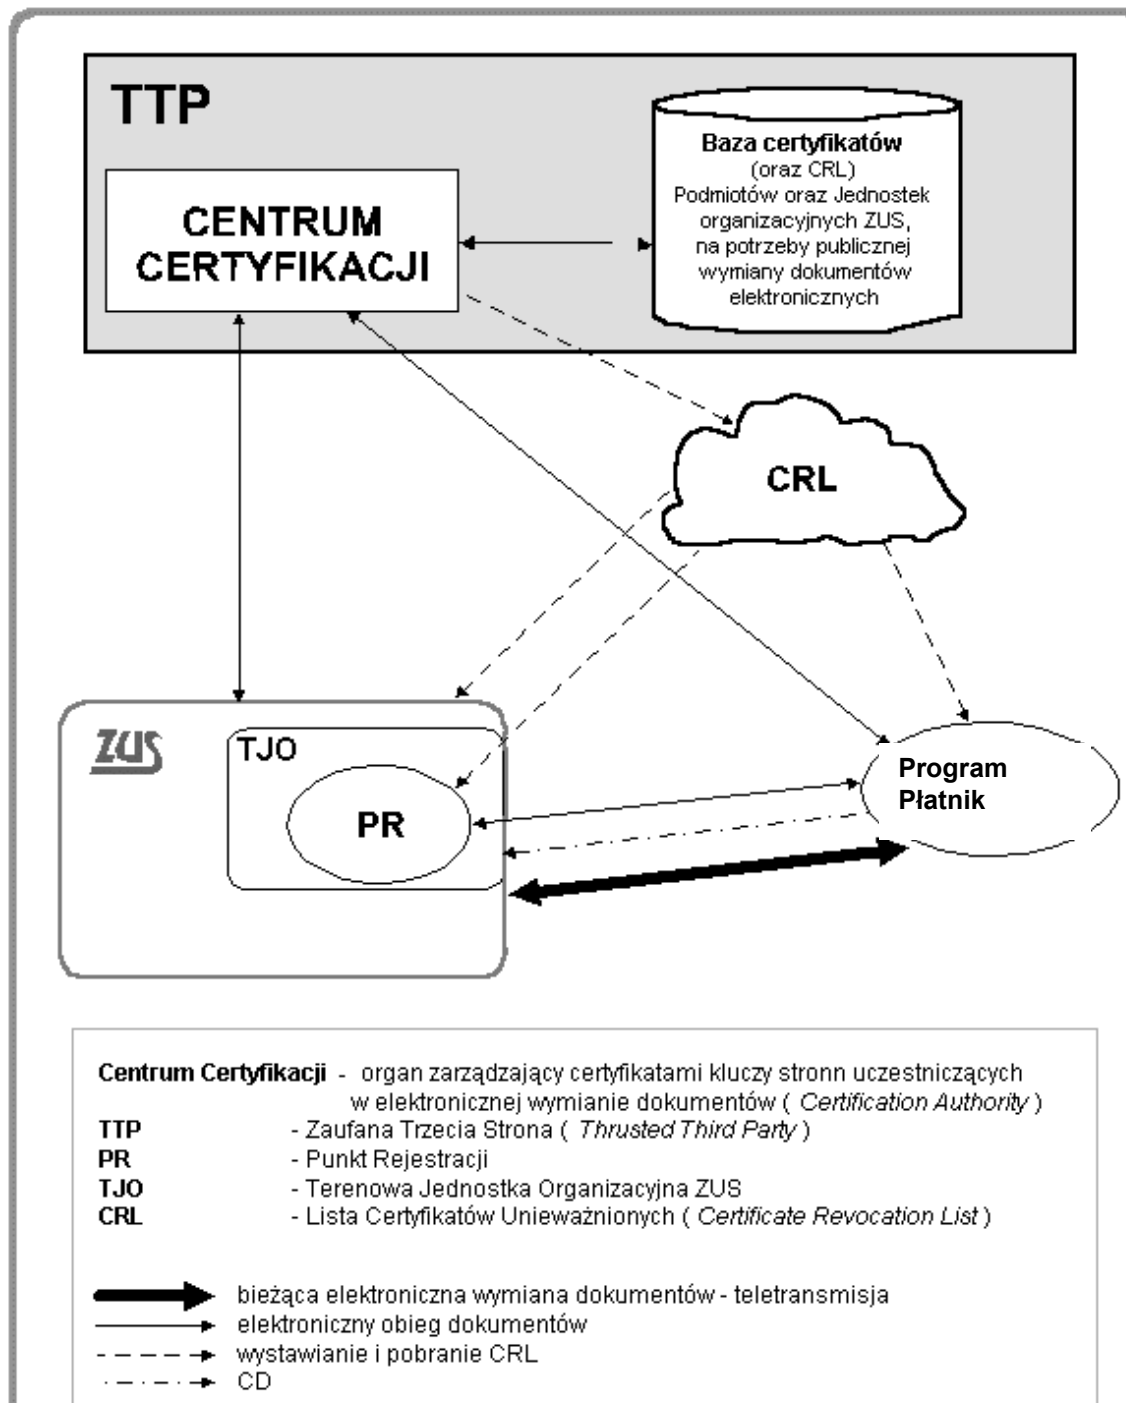 TTP
CENTRUM
CERTYFIKACJI
Baza certyfikatów
(oraz CRL)
Podmiotów oraz Jednostek
organizacyjnych ZUS,
na potrzeby publicznej
wymiany dokumentów
elektronicznych
CRL
ZUS
TJO
PR
Program
Płatnik
Centrum Certyfikacji - organ zarządzający certyfikatami kluczy stronn uczestniczących
w elektronicznej wymianie dokumentów ( Certification Authority )
TTP - Zaufana Trzecia Strona ( Thrusted Third Party )
PR - Punkt Rejestracji
TJO - Terenowa Jednostka Organizacyjna ZUS
CRL - Lista Certyfikatów Unieważnionych ( Certificate Revocation List )
bieżąca elektroniczna wymiana dokumentów - teletransmisja
elektroniczny obieg dokumentów
wystawianie i pobranie CRL
CD